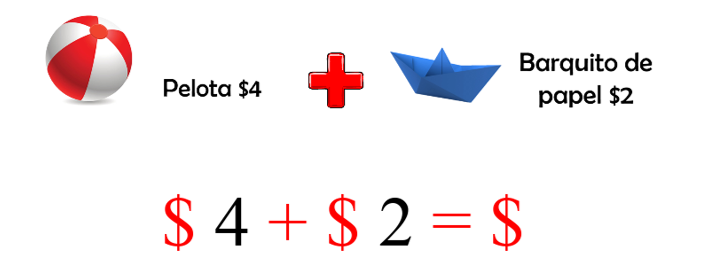 Pelota $4
Barquito de
papel $2
$ 4 + $ 2 = $